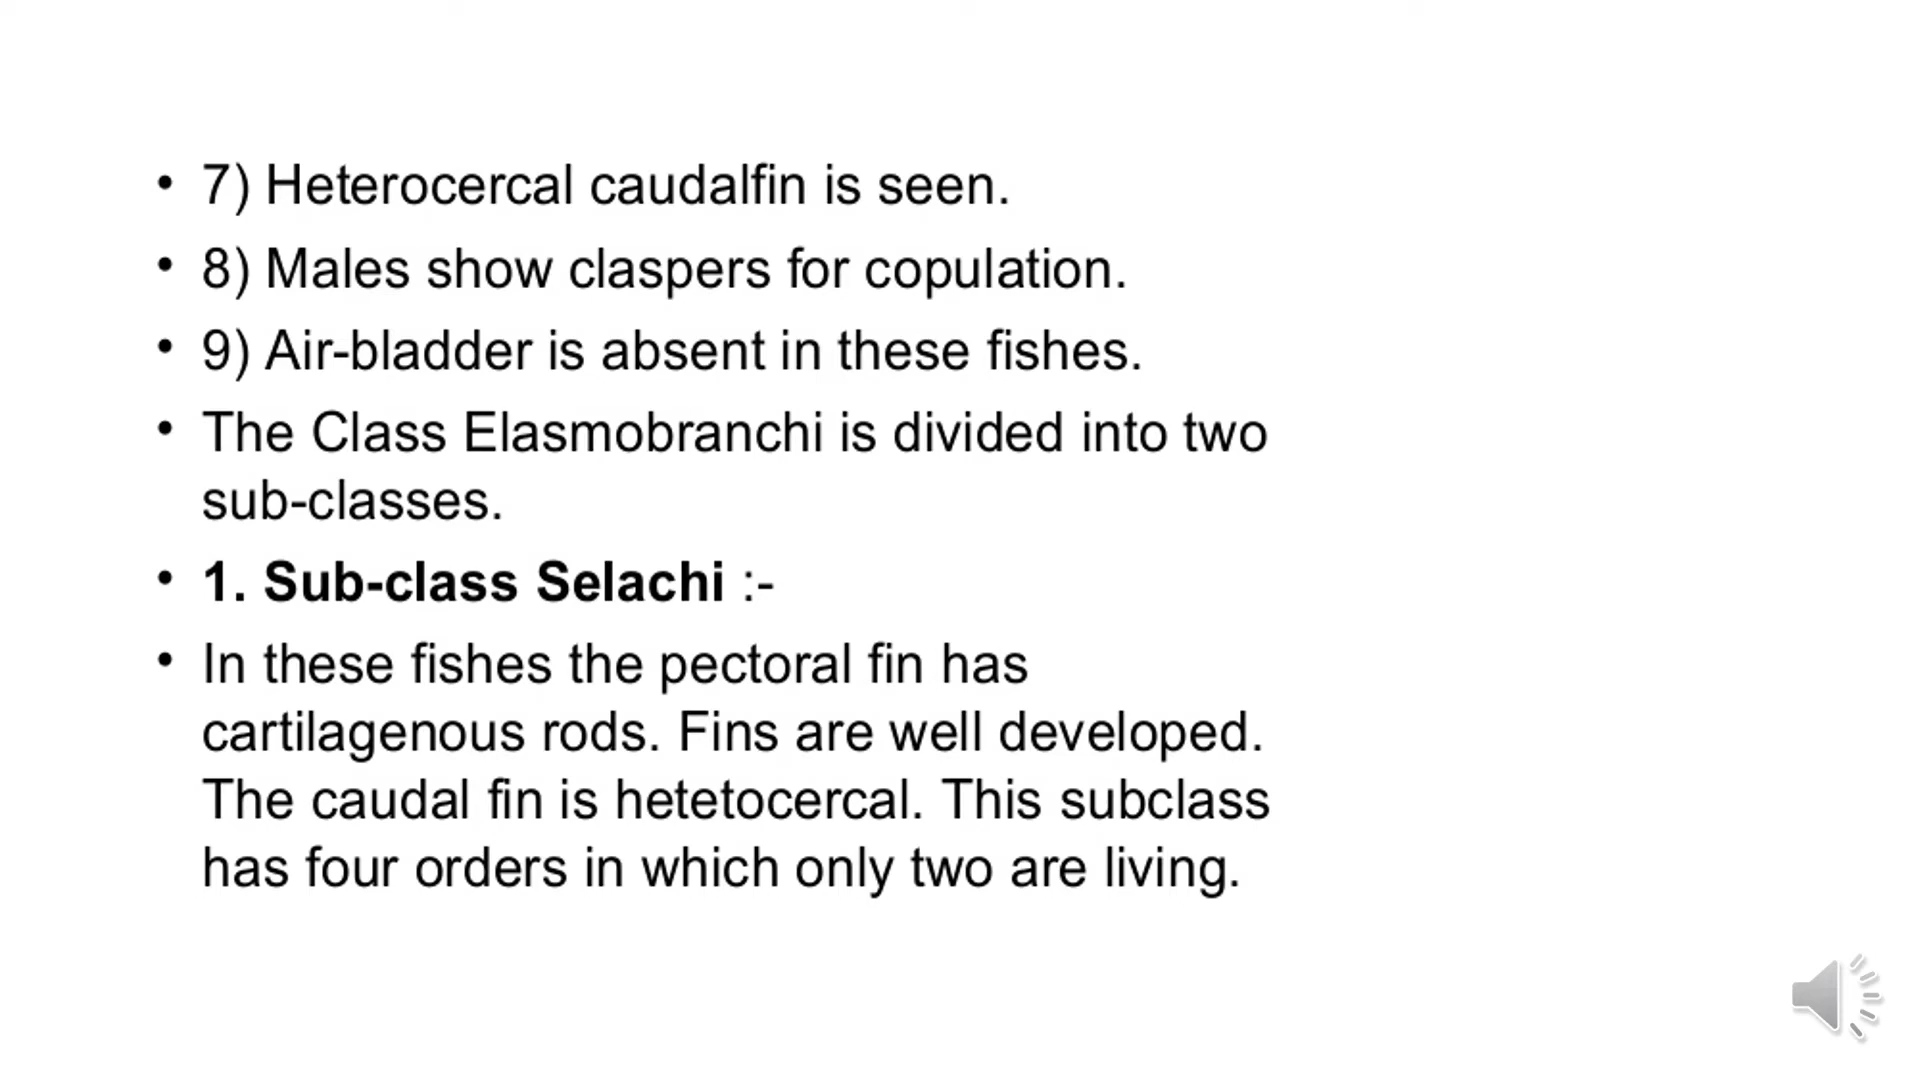 • 7) Heterocercal caudalfin is seen.
• 8) Males show claspers for copulation.
• 9) Air-bladder is absent in these fishes.
• The Class Elasmobranchi is divided into two
sub-classes.
• 1. Sub-class Selachi :-
• In these fishes the pectoral fin has
cartilagenous rods. Fins are well developed.
The caudal fin is hetetocercal. This subclass
has four orders in which only two are living.